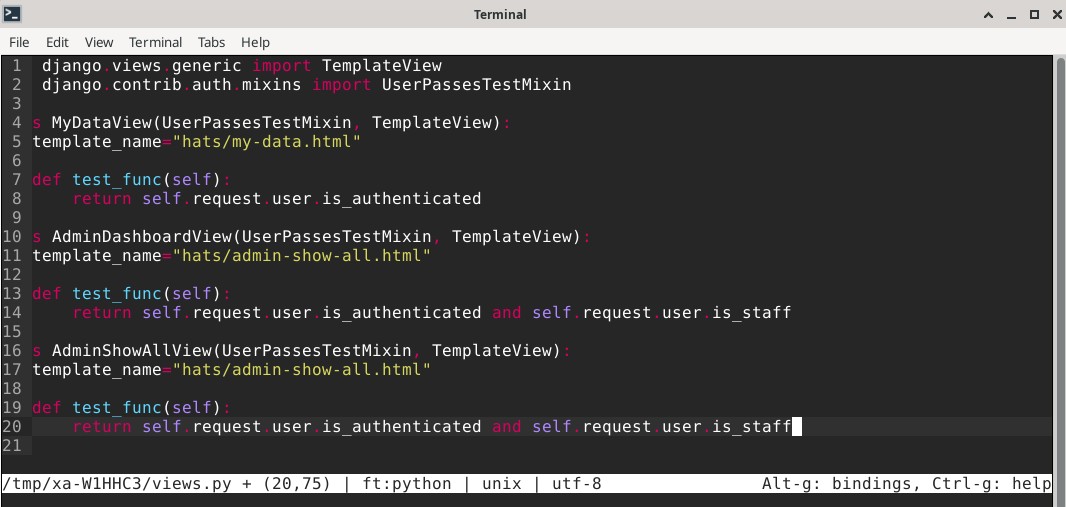 Terminal
File Edit View Terminal Tabs Help
1 django.views.generic import TemplateView
2 django.contrib.auth.mixins import UserPassesTestMixin
3
4 s MyDataView(UserPassesTestMixin, TemplateView):
5 template_name="hats/my-data.html"
6
7 def test_func(self):
8     return self.request.user.is_authenticated
9
10 s AdminDashboardView(UserPassesTestMixin, TemplateView):
11 template_name="hats/admin-show-all.html"
12
13 def test_func(self):
14     return self.request.user.is_authenticated and self.request.user.is_staff
15
16 s AdminShowAllView(UserPassesTestMixin, TemplateView):
17 template_name="hats/admin-show-all.html"
18
19 def test_func(self):
20     return self.request.user.is_authenticated and self.request.user.is_staff
21
/tmp/xa-W1HHC3/views.py + (20,75) | ft:python | unix | utf-8 Alt-g: bindings, Ctrl-g: help